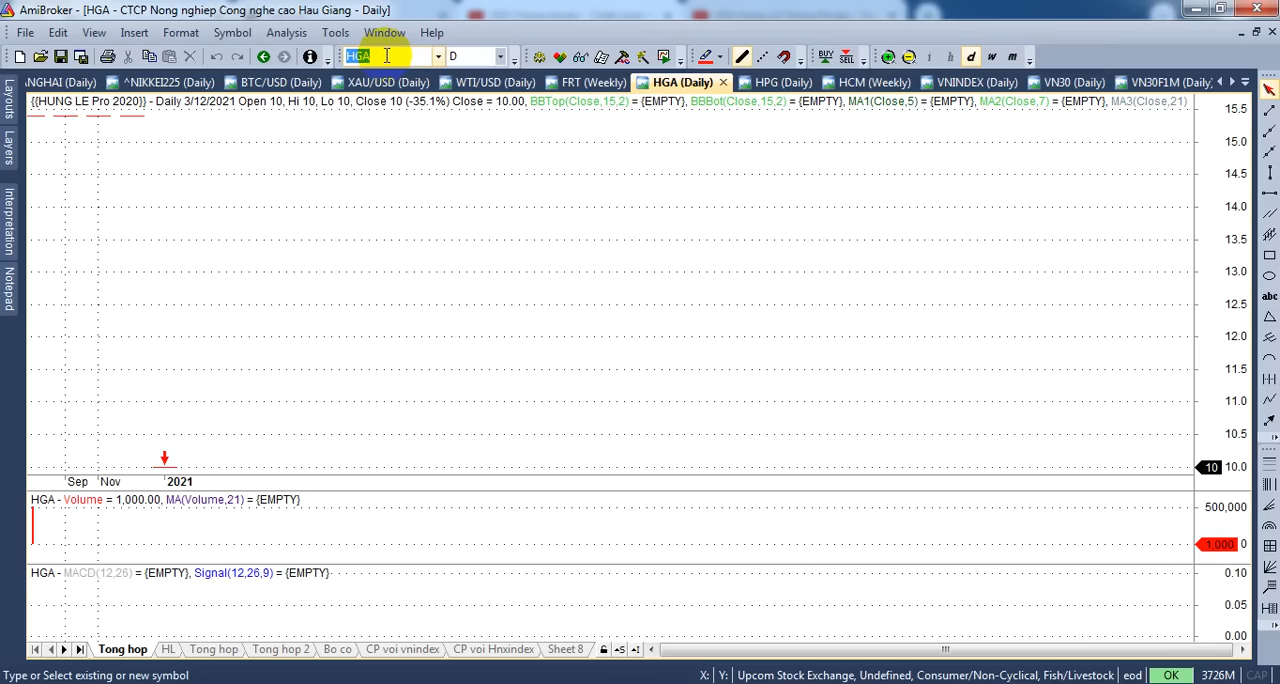 AmiBroker - [HGA - CTCP Nong nghiep Cong nghe cao Hau Giang - Daily]
File Edit View Insert Format Symbol Analysis Tools Window Help
HGA D BUY SELL i h d w m
NGHAI (Daily) ^NIKKEI225 (Daily) BTC/USD (Daily) XAU/USD (Daily) WTI/USD (Daily) FRT (Weekly) HGA (Daily) HPG (Daily) HCM (Weekly) VNINDEX (Daily) VN30 (Daily) VN30F1M (Daily)
{{HUNG LE Pro 2020}} - Daily 3/12/2021 Open 10, Hi 10, Lo 10, Close 10 (-35.1%) Close = 10.00, BBTop(Close,15,2) = {EMPTY}, BBBot(Close,15,2) = {EMPTY}, MA1(Close,5) = {EMPTY}, MA2(Close,7) = {EMPTY}, MA3(Close,21)
Layouts
Layers
Interpretation
Notepad
15.5
15.0
14.5
14.0
13.5
13.0
12.5
12.0
11.5
11.0
10.5
10 10.0
Sep Nov 2021
HGA - Volume = 1,000.00, MA(Volume,21) = {EMPTY}
500,000
1,000 0
HGA - MACD(12,26) = {EMPTY}, Signal(12,26,9) = {EMPTY}
0.10
0.05
0.00
abc
Tong hop HL Tong hop Tong hop 2 Bo co CP voi vnindex CP voi Hnxindex Sheet 8
Type or Select existing or new symbol X: Y: Upcom Stock Exchange, Undefined, Consumer/Non-Cyclical, Fish/Livestock eod OK 3726M CAP